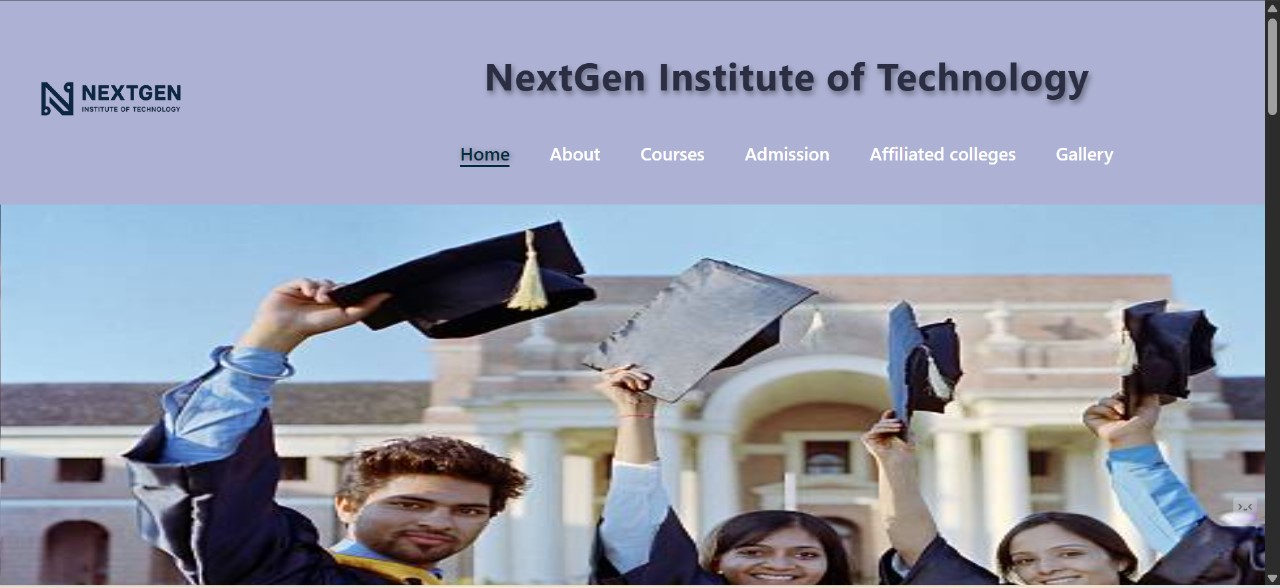 NEXTGEN
INSTITUTE OF TECHNOLOGY
NextGen Institute of Technology
Home About Courses Admission Affiliated colleges Gallery